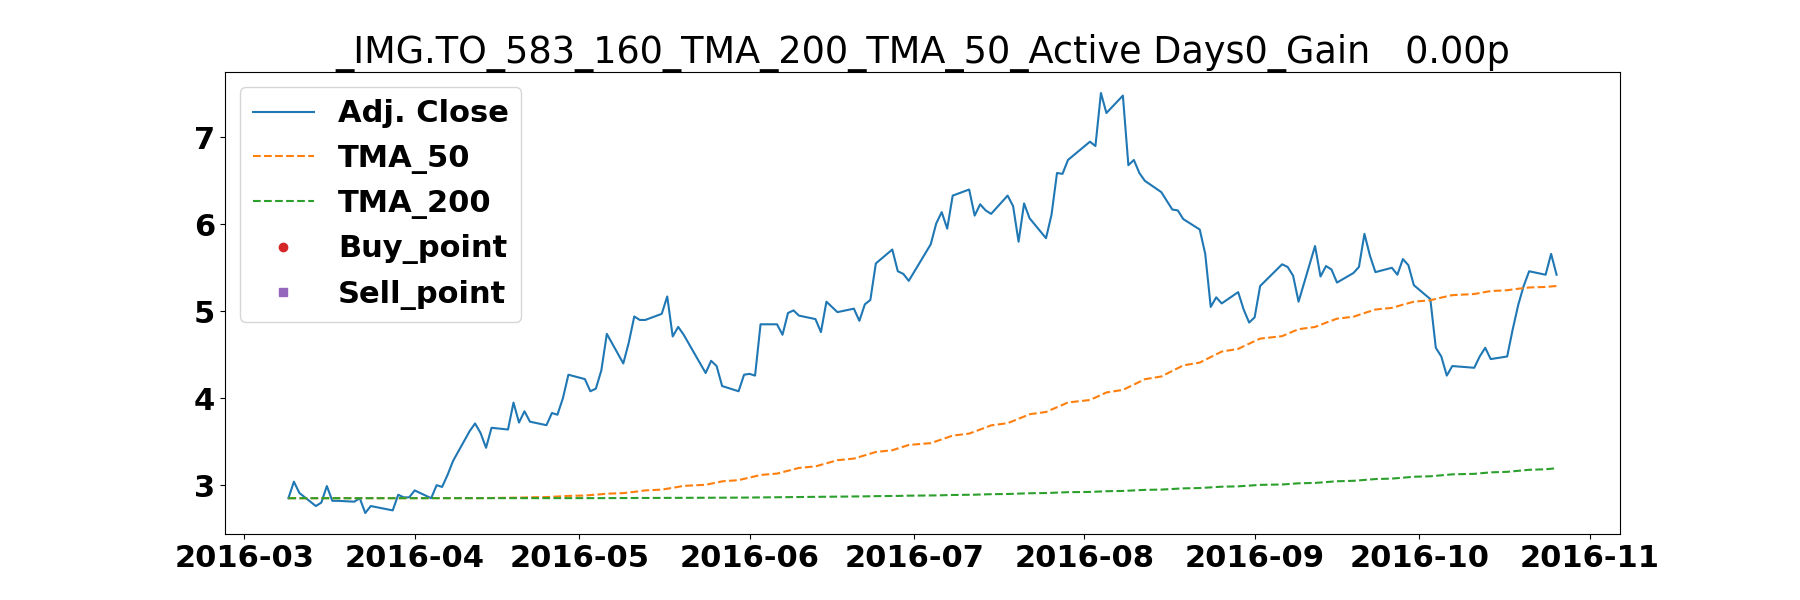 _IMG.TO_583_160_TMA_200_TMA_50_Active Days0_Gain   0.00p
Adj. Close
TMA_50
TMA_200
Buy_point
Sell_point
7
6
5
4
3
2016-03 2016-04 2016-05 2016-06 2016-07 2016-08 2016-09 2016-10 2016-11